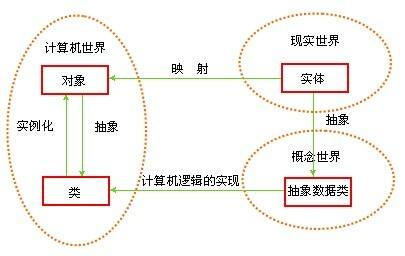 计算机世界
现实世界
对象
映 射
实体
实例化
抽象
抽象
概念世界
类
计算机逻辑的实现
抽象数据类